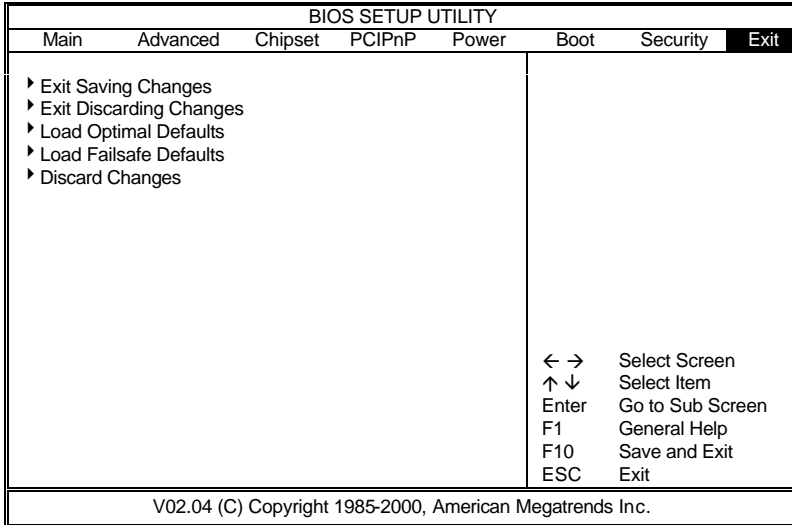 BIOS SETUP UTILITY
Main Advanced Chipset PCIPnP Power Boot Security Exit
Exit Saving Changes
Exit Discarding Changes
Load Optimal Defaults
Load Failsafe Defaults
Discard Changes
← → Select Screen
↑ ↓ Select Item
Enter Go to Sub Screen
F1 General Help
F10 Save and Exit
ESC Exit
V02.04 (C) Copyright 1985-2000, American Megatrends Inc.